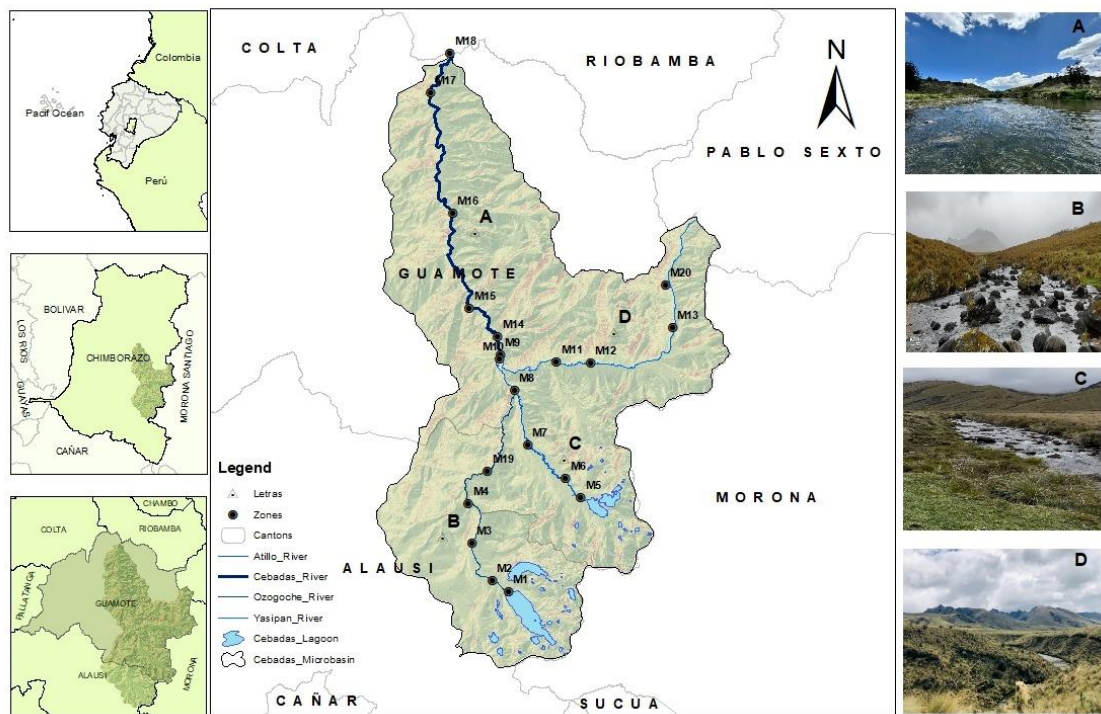 Colombia
Pacif Ocean
Perú
BOLIVAR
LOS RIOS
CHIMBORAZO
MORONA SANTIAGO
GUAYAS
CAÑAR
CHAMBO
COLTA
RIOBAMBA
PALLATANGA
GUAMOTE
ALAUSI
MORONA
COLTA
RIOBAMBA
PABLO SEXTO
GUAMOTE
ALAUSI
MORONA
CAÑAR
SUCUA
N
M18
M17
M16
A
M20
M15
D
M13
M14
M9
M10
M11
M12
M8
M7
C
M19
M6
M5
M4
B
M3
M2
M1
Legend
Letras
Zones
Cantons
Atillo_River
Cebadas_River
Ozogoche_River
Yasipan_River
Cebadas_Lagoon
Cebadas_Microbasin
A
B
C
D